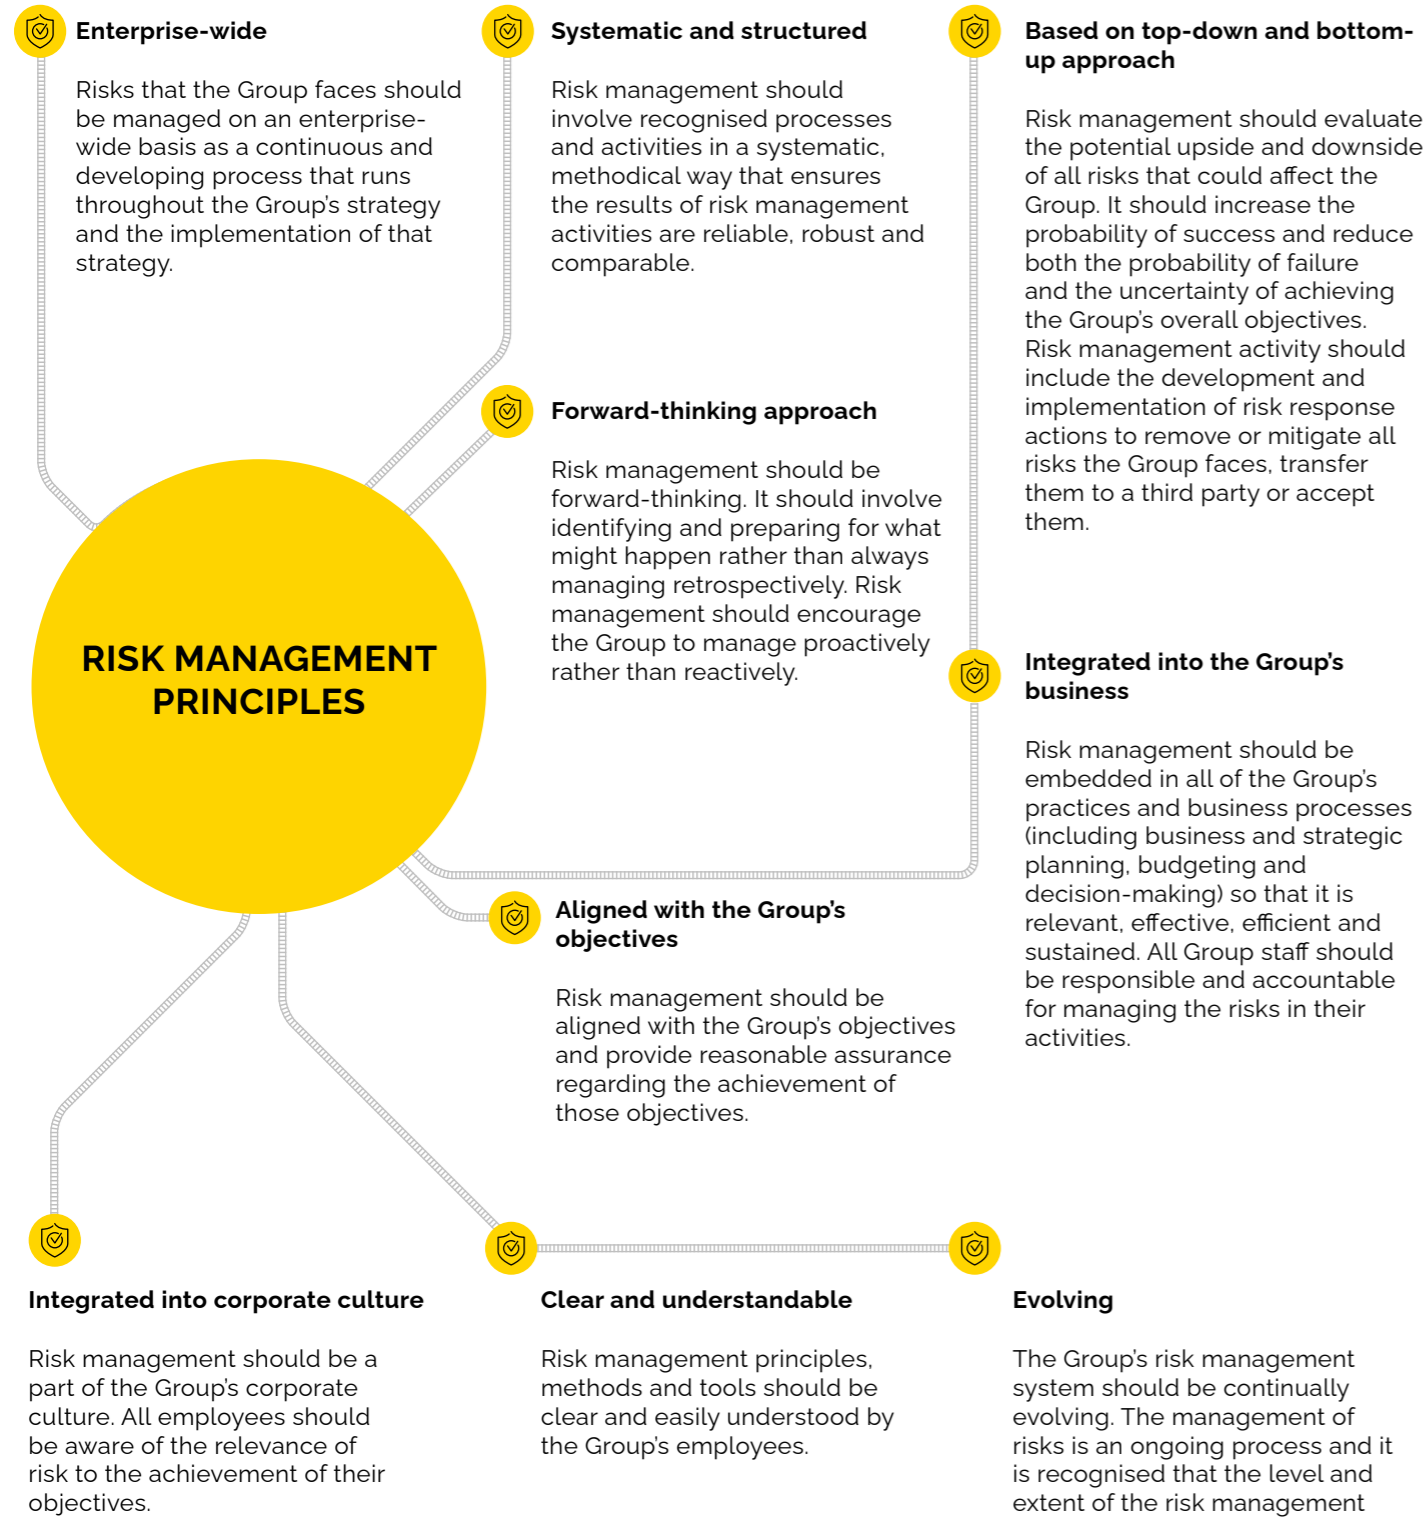 Enterprise-wide
Risks that the Group faces should
be managed on an enterprise-
wide basis as a continuous and
developing process that runs
throughout the Group's strategy
and the implementation of that
strategy.
Systematic and structured
Risk management should
involve recognised processes
and activities in a systematic,
methodical way that ensures
the results of risk management
activities are reliable, robust and
comparable.
Based on top-down and bottom-
up approach
Risk management should evaluate
the potential upside and downside
of all risks that could affect the
Group. It should increase the
probability of success and reduce
both the probability of failure
and the uncertainty of achieving
the Group's overall objectives.
Risk management activity should
include the development and
implementation of risk response
actions to remove or mitigate all
risks the Group faces, transfer
them to a third party or accept
them.
Forward-thinking approach
Risk management should be
forward-thinking. It should involve
identifying and preparing for what
might happen rather than always
managing retrospectively. Risk
management should encourage
the Group to manage proactively
rather than reactively.
RISK MANAGEMENT
PRINCIPLES
Integrated into the Group's
business
Risk management should be
embedded in all of the Group's
practices and business processes
(including business and strategic
planning, budgeting and
decision-making) so that it is
relevant, effective, efficient and
sustained. All Group staff should
be responsible and accountable
for managing the risks in their
activities.
Aligned with the Group's
objectives
Risk management should be
aligned with the Group's objectives
and provide reasonable assurance
regarding the achievement of
those objectives.
Integrated into corporate culture
Risk management should be a
part of the Group's corporate
culture. All employees should
be aware of the relevance of
risk to the achievement of their
objectives.
Clear and understandable
Risk management principles,
methods and tools should be
clear and easily understood by
the Group's employees.
Evolving
The Group's risk management
system should be continually
evolving. The management of
risks is an ongoing process and it
is recognised that the level and
extent of the risk management